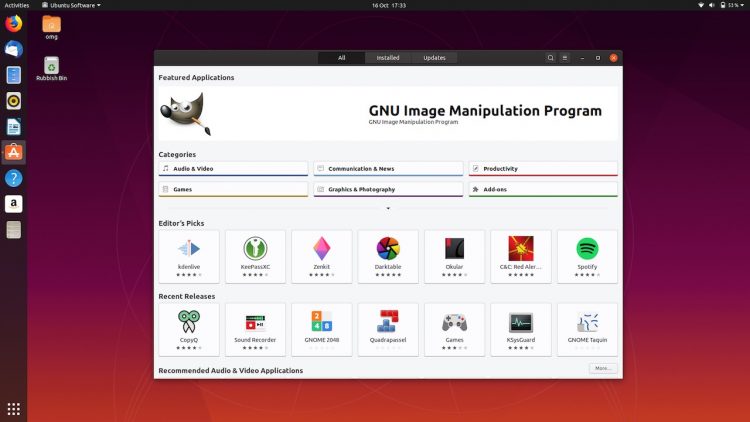 Activities
Ubuntu Software
16 Oct 17:33
53 %
omg
Rubbish Bin
All
Installed
Updates
Featured Applications
GNU Image Manipulation Program
GNU Image Manipulation Program
Categories
Audio & Video
Communication & News
Productivity
Games
Graphics & Photography
Add-ons
Editor's Picks
kdenlive
KeePassXC
Zenkit
Darktable
Okular
C&C: Red Aler...
Spotify
Recent Releases
2
4 8
CopyQ
Sound Recorder
GNOME 2048
Quadrapassel
Games
KSysGuard
GNOME Taquin
Recommended Audio & Video Applications
More...